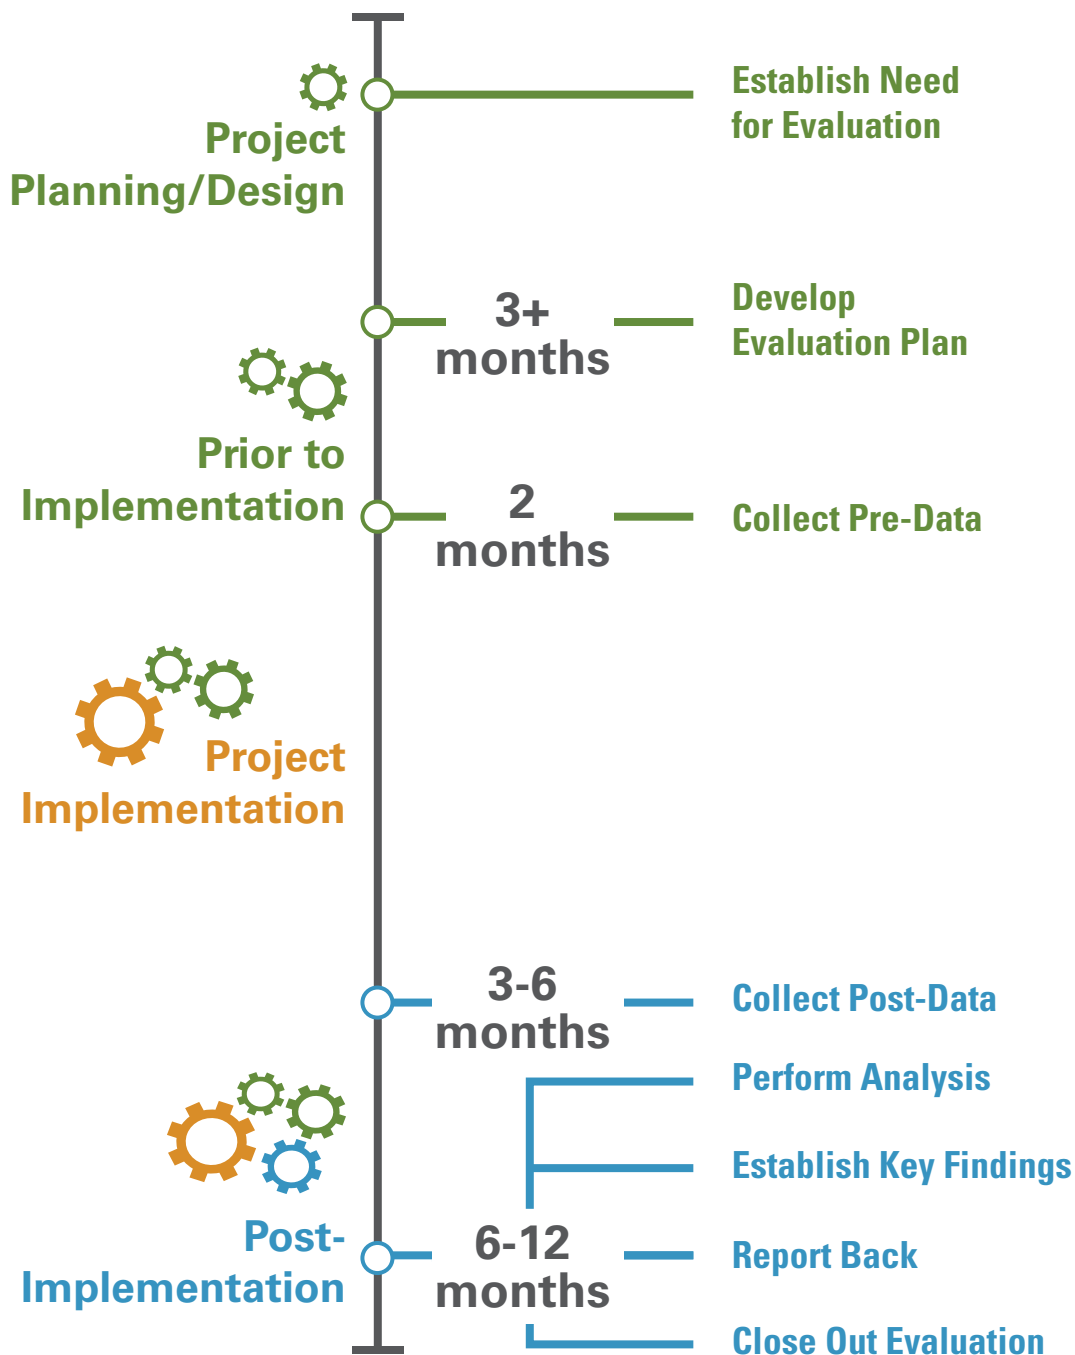 Establish Need
for Evaluation
Project
Planning/Design
3+
months
Develop
Evaluation Plan
Prior to
Implementation
2
months
Collect Pre-Data
Project
Implementation
3-6
months
Collect Post-Data
Perform Analysis
Establish Key Findings
Post-
Implementation
6-12
months
Report Back
Close Out Evaluation